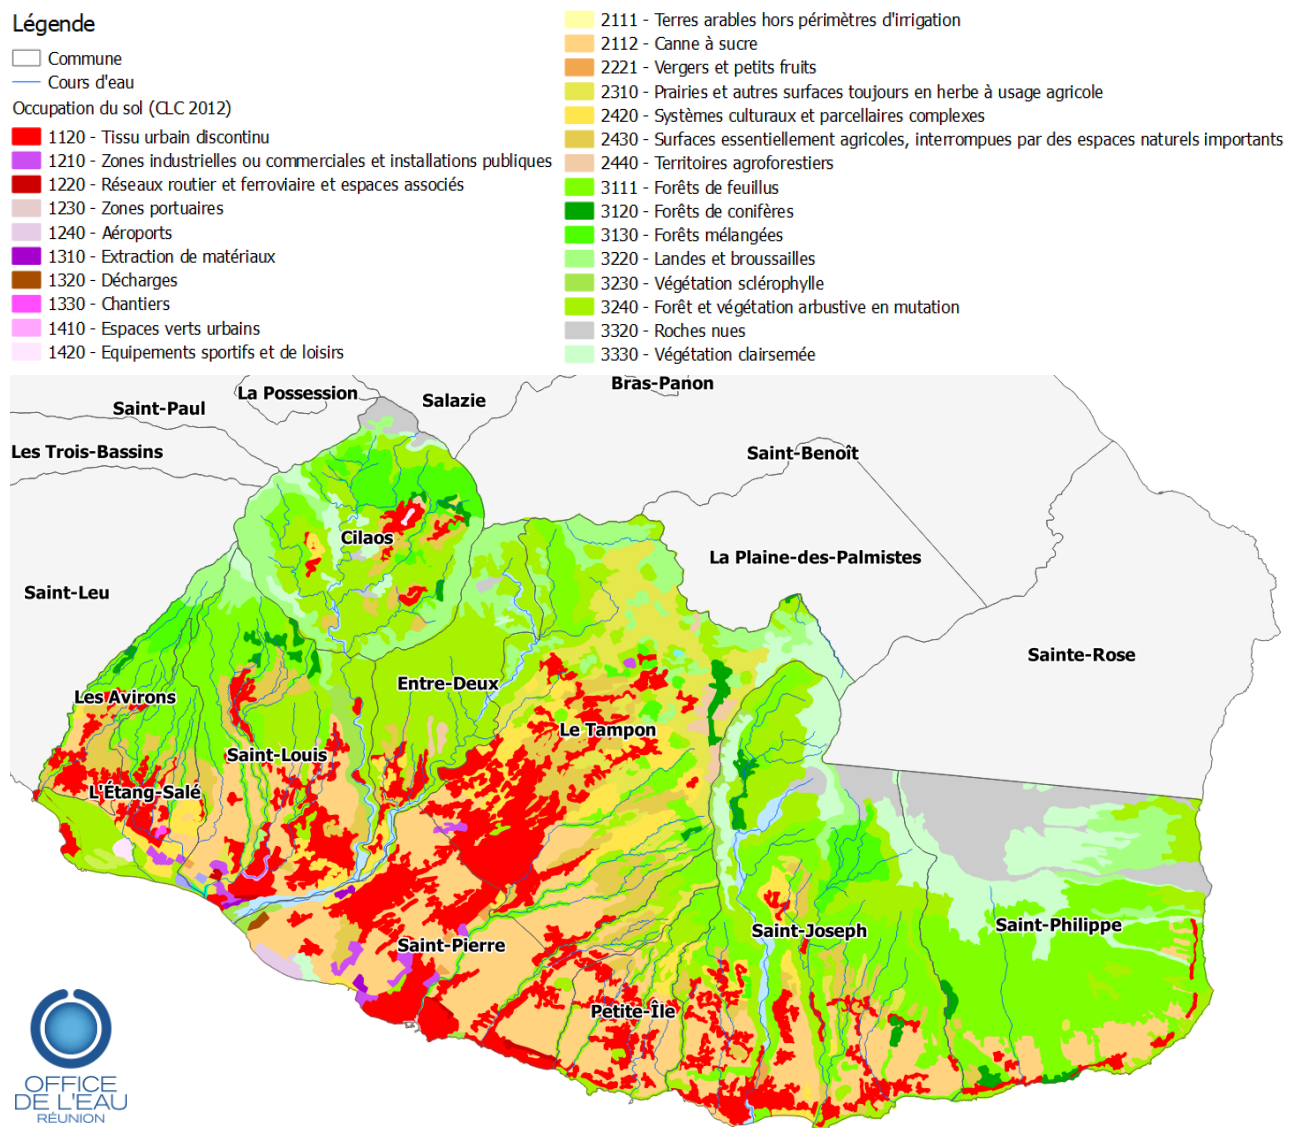 Légende
Commune
Cours d'eau
Occupation du sol (CLC 2012)
1120 - Tissu urbain discontinu
1210 - Zones industrielles ou commerciales et installations publiques
1220 - Réseaux routier et ferroviaire et espaces associés
1230 - Zones portuaires
1240 - Aéroports
1310 - Extraction de matériaux
1320 - Décharges
1330 - Chantiers
1410 - Espaces verts urbains
1420 - Equipements sportifs et de loisirs
2111 - Terres arables hors périmètres d'irrigation
2112 - Canne à sucre
2221 - Vergers et petits fruits
2310 - Prairies et autres surfaces toujours en herbe à usage agricole
2420 - Systèmes culturaux et parcellaires complexes
2430 - Surfaces essentiellement agricoles, interrompues par des espaces naturels importants
2440 - Territoires agroforestiers
3111 - Forêts de feuillus
3120 - Forêts de conifères
3130 - Forêts mélangées
3220 - Landes et broussailles
3230 - Végétation sclérophylle
3240 - Forêt et végétation arbustive en mutation
3320 - Roches nues
3330 - Végétation clairsemée
Bras-Panon
La Possession
Salazie
Saint-Paul
Les Trois-Bassins
Saint-Benoît
Cilaos
La Plaine-des-Palmistes
Saint-Leu
Sainte-Rose
Entre-Deux
Les Avirons
Le Tampon
Saint-Louis
L'Étang-Salé
Saint-Philippe
Saint-Joseph
Saint-Pierre
Petite-Île
OFFICE
DE L'EAU
RÉUNION